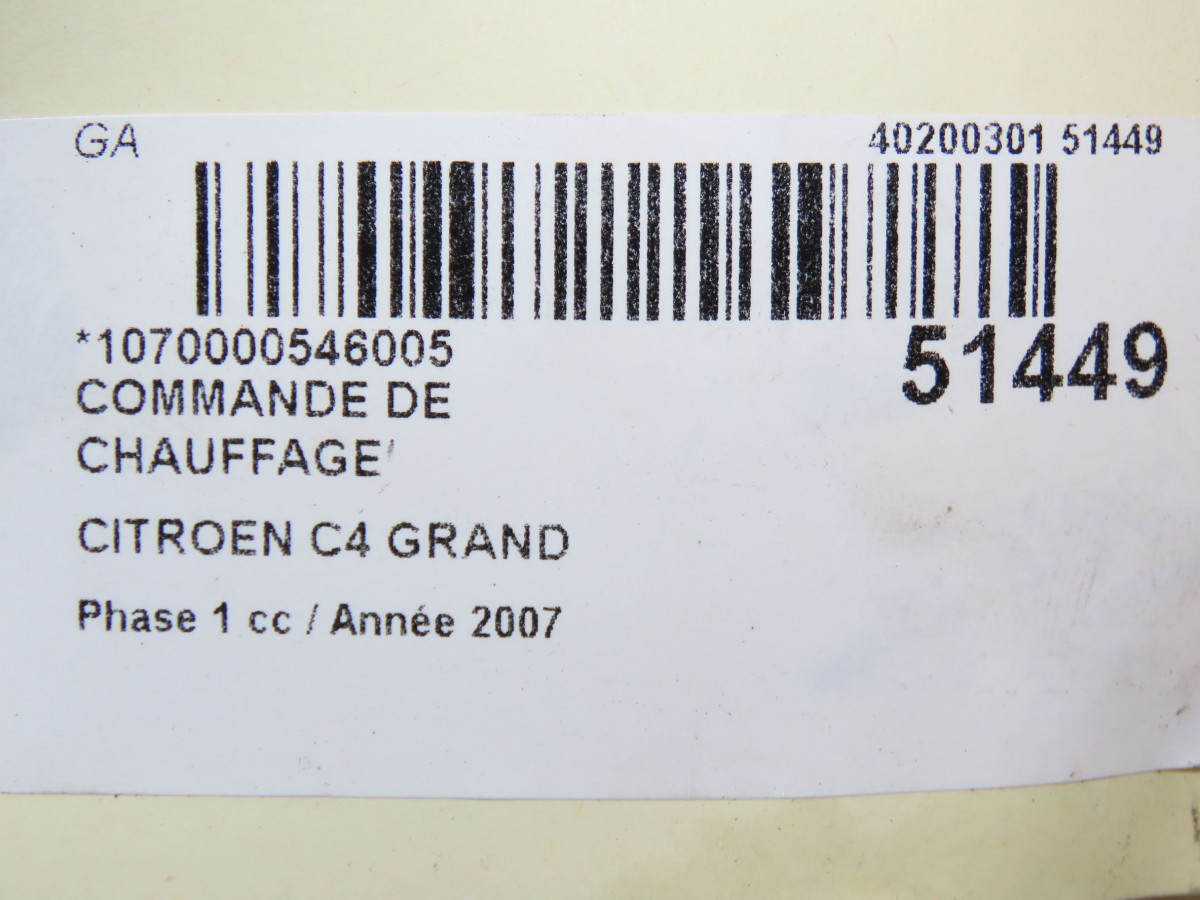 GA
40200301 51449
*1070000546005
51449
COMMANDE DE
CHAUFFAGE
CITROEN C4 GRAND
Phase 1 cc / Année 2007